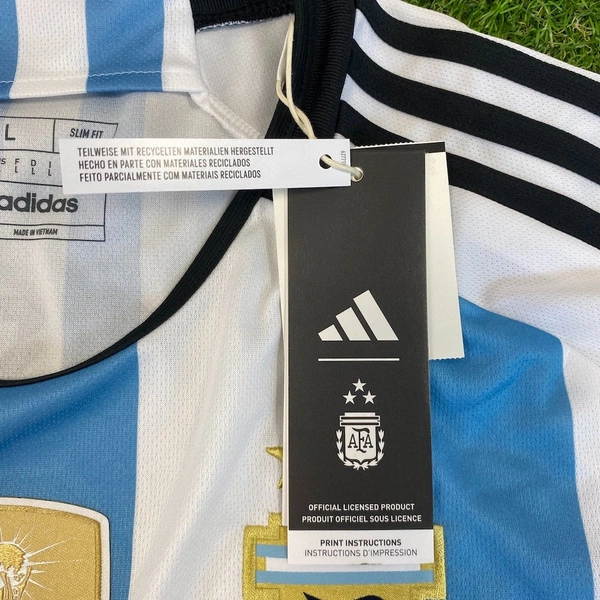 L
SLIM FIT
TEILWEISE MIT RECYCELTEN MATERIALIEN HERGESTELLT
HECHO EN PARTE CON MATERIALES RECICLADOS
FEITO PARCIALMENTE COM MATERIAIS RECICLADOS
S F D I
L L L
adidas
MADE IN VIETNAM
AFA
OFFICIAL LICENSED PRODUCT
PRODUIT OFFICIEL SOUS LICENCE
PRINT INSTRUCTIONS
INSTRUCTIONS D'IMPRESSION